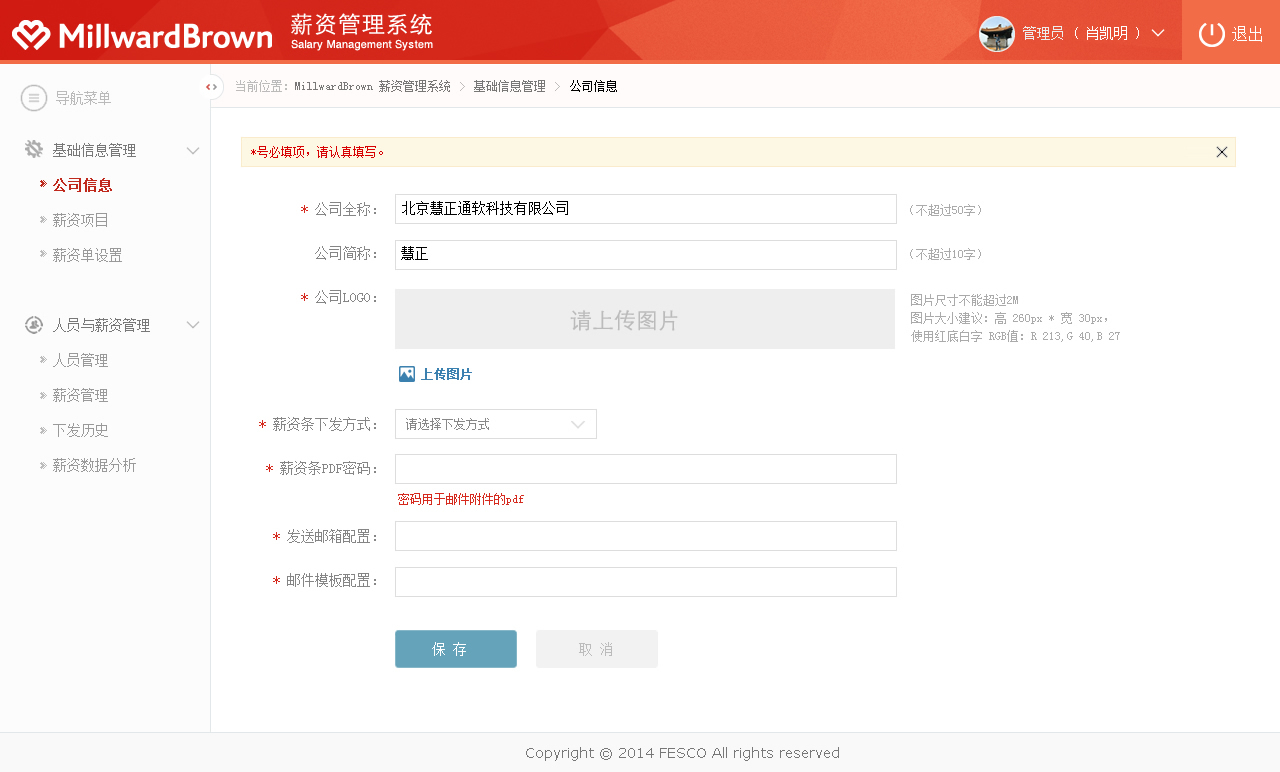 MillwardBrown 薪资管理系统 Salary Management System 管理员 ( 肖凯明 ) 退出
导航菜单
当前位置: MillwardBrown 薪资管理系统 > 基础信息管理 > 公司信息
基础信息管理
公司信息
薪资项目
薪资单设置
人员与薪资管理
人员管理
薪资管理
下发历史
薪资数据分析
*号必填项,请认真填写。
* 公司全称: 北京慧正通软科技有限公司 (不超过50字)
公司简称: 慧正 (不超过10字)
* 公司LOGO: 请上传图片
图片尺寸不能超过2M
图片大小建议: 高 260px * 宽 30px,
使用红底白字 RGB值: R 213,G 40,B 27
上传图片
* 薪资条下发方式: 请选择下发方式
* 薪资条PDF密码:
密码用于邮件附件的pdf
* 发送邮箱配置:
* 邮件模板配置:
保 存 取 消
Copyright © 2014 FESCO All rights reserved